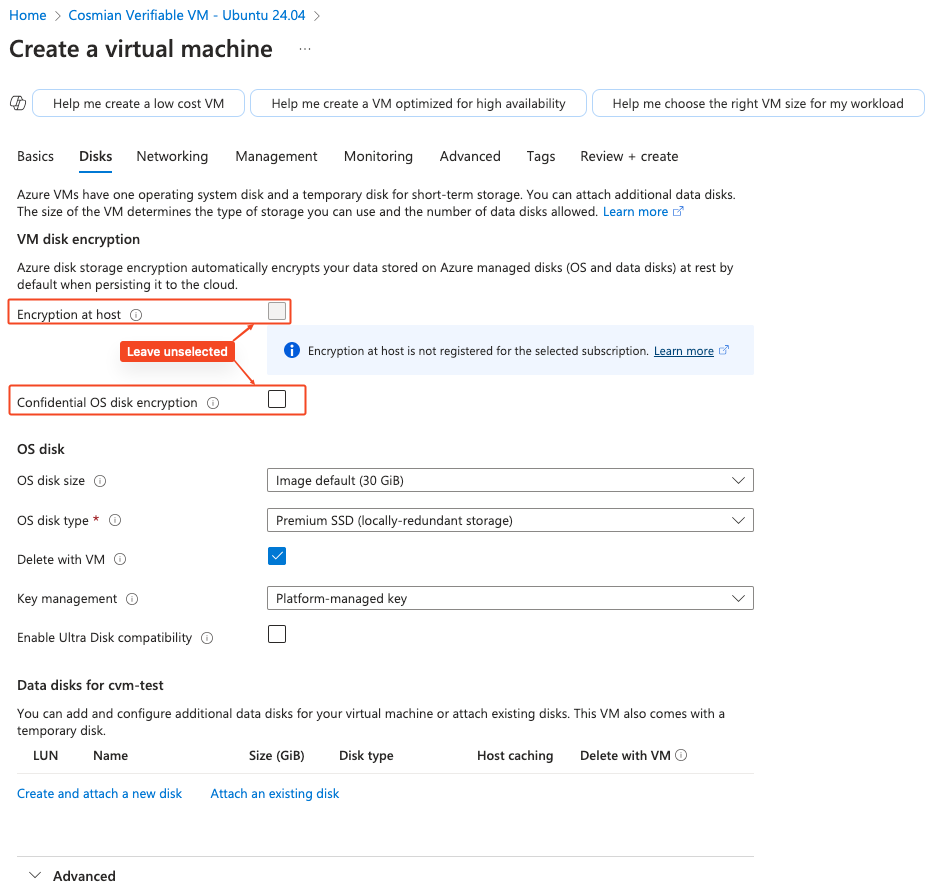 Home > Cosmian Verifiable VM - Ubuntu 24.04 >
Create a virtual machine ...
Help me create a low cost VM
Help me create a VM optimized for high availability
Help me choose the right VM size for my workload
Basics Disks Networking Management Monitoring Advanced Tags Review + create
Azure VMs have one operating system disk and a temporary disk for short-term storage. You can attach additional data disks.
The size of the VM determines the type of storage you can use and the number of data disks allowed. Learn more
VM disk encryption
Azure disk storage encryption automatically encrypts your data stored on Azure managed disks (OS and data disks) at rest by
default when persisting it to the cloud.
Encryption at host
Leave unselected
Encryption at host is not registered for the selected subscription. Learn more
Confidential OS disk encryption
OS disk
OS disk size
Image default (30 GiB)
OS disk type *
Premium SSD (locally-redundant storage)
Delete with VM
Key management
Platform-managed key
Enable Ultra Disk compatibility
Data disks for cvm-test
You can add and configure additional data disks for your virtual machine or attach existing disks. This VM also comes with a
temporary disk.
LUN Name Size (GiB) Disk type Host caching Delete with VM
Create and attach a new disk Attach an existing disk
Advanced